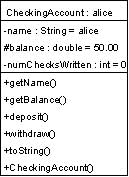 CheckingAccount : alice
-name : String = alice
#balance : double = 50.00
-numChecksWritten : int = 0
+getName()
+getBalance()
+deposit()
+withdraw()
+toString()
+CheckingAccount()